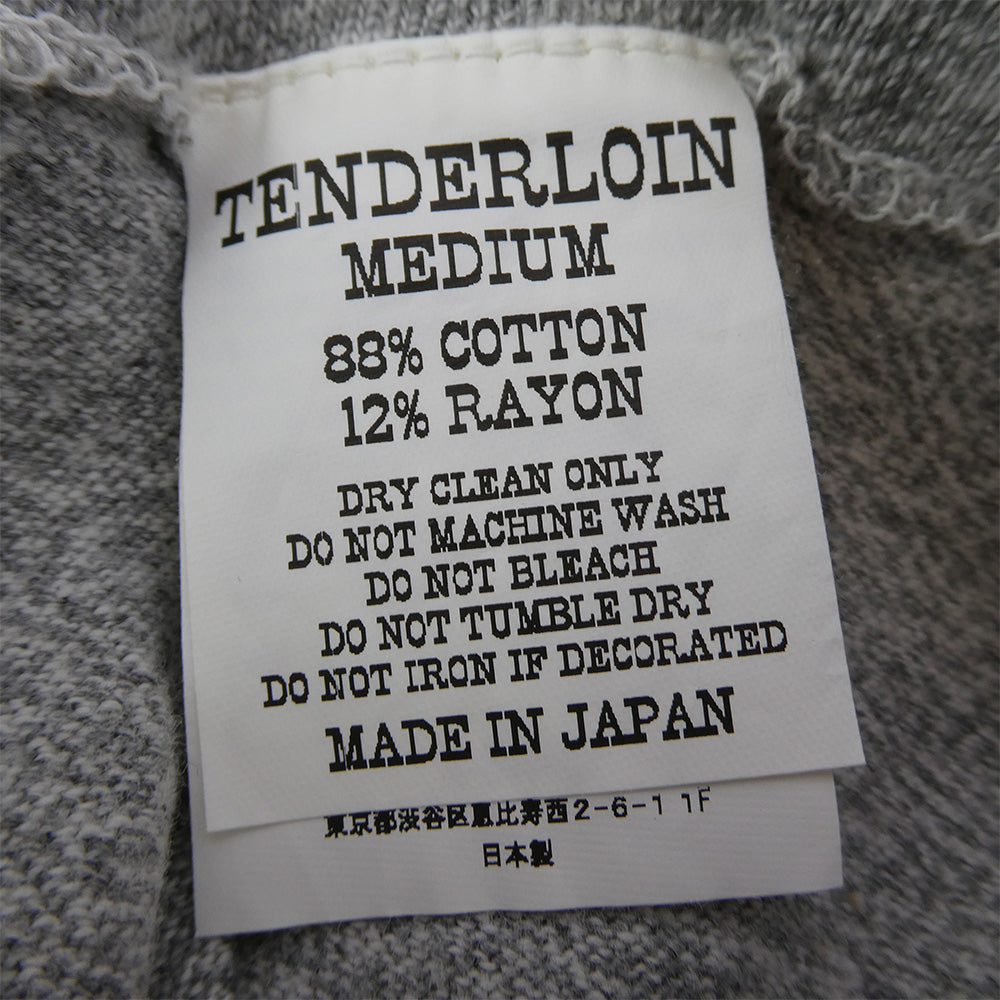 TENDERLOIN
MEDIUM
88% COTTON
12% RAYON
DRY CLEAN ONLY
DO NOT MACHINE WASH
DO NOT BLEACH
DO NOT TUMBLE DRY
DO NOT IRON IF DECORATED
MADE IN JAPAN
東京都渋谷区恵比寿西2-6-1 1F
日本製